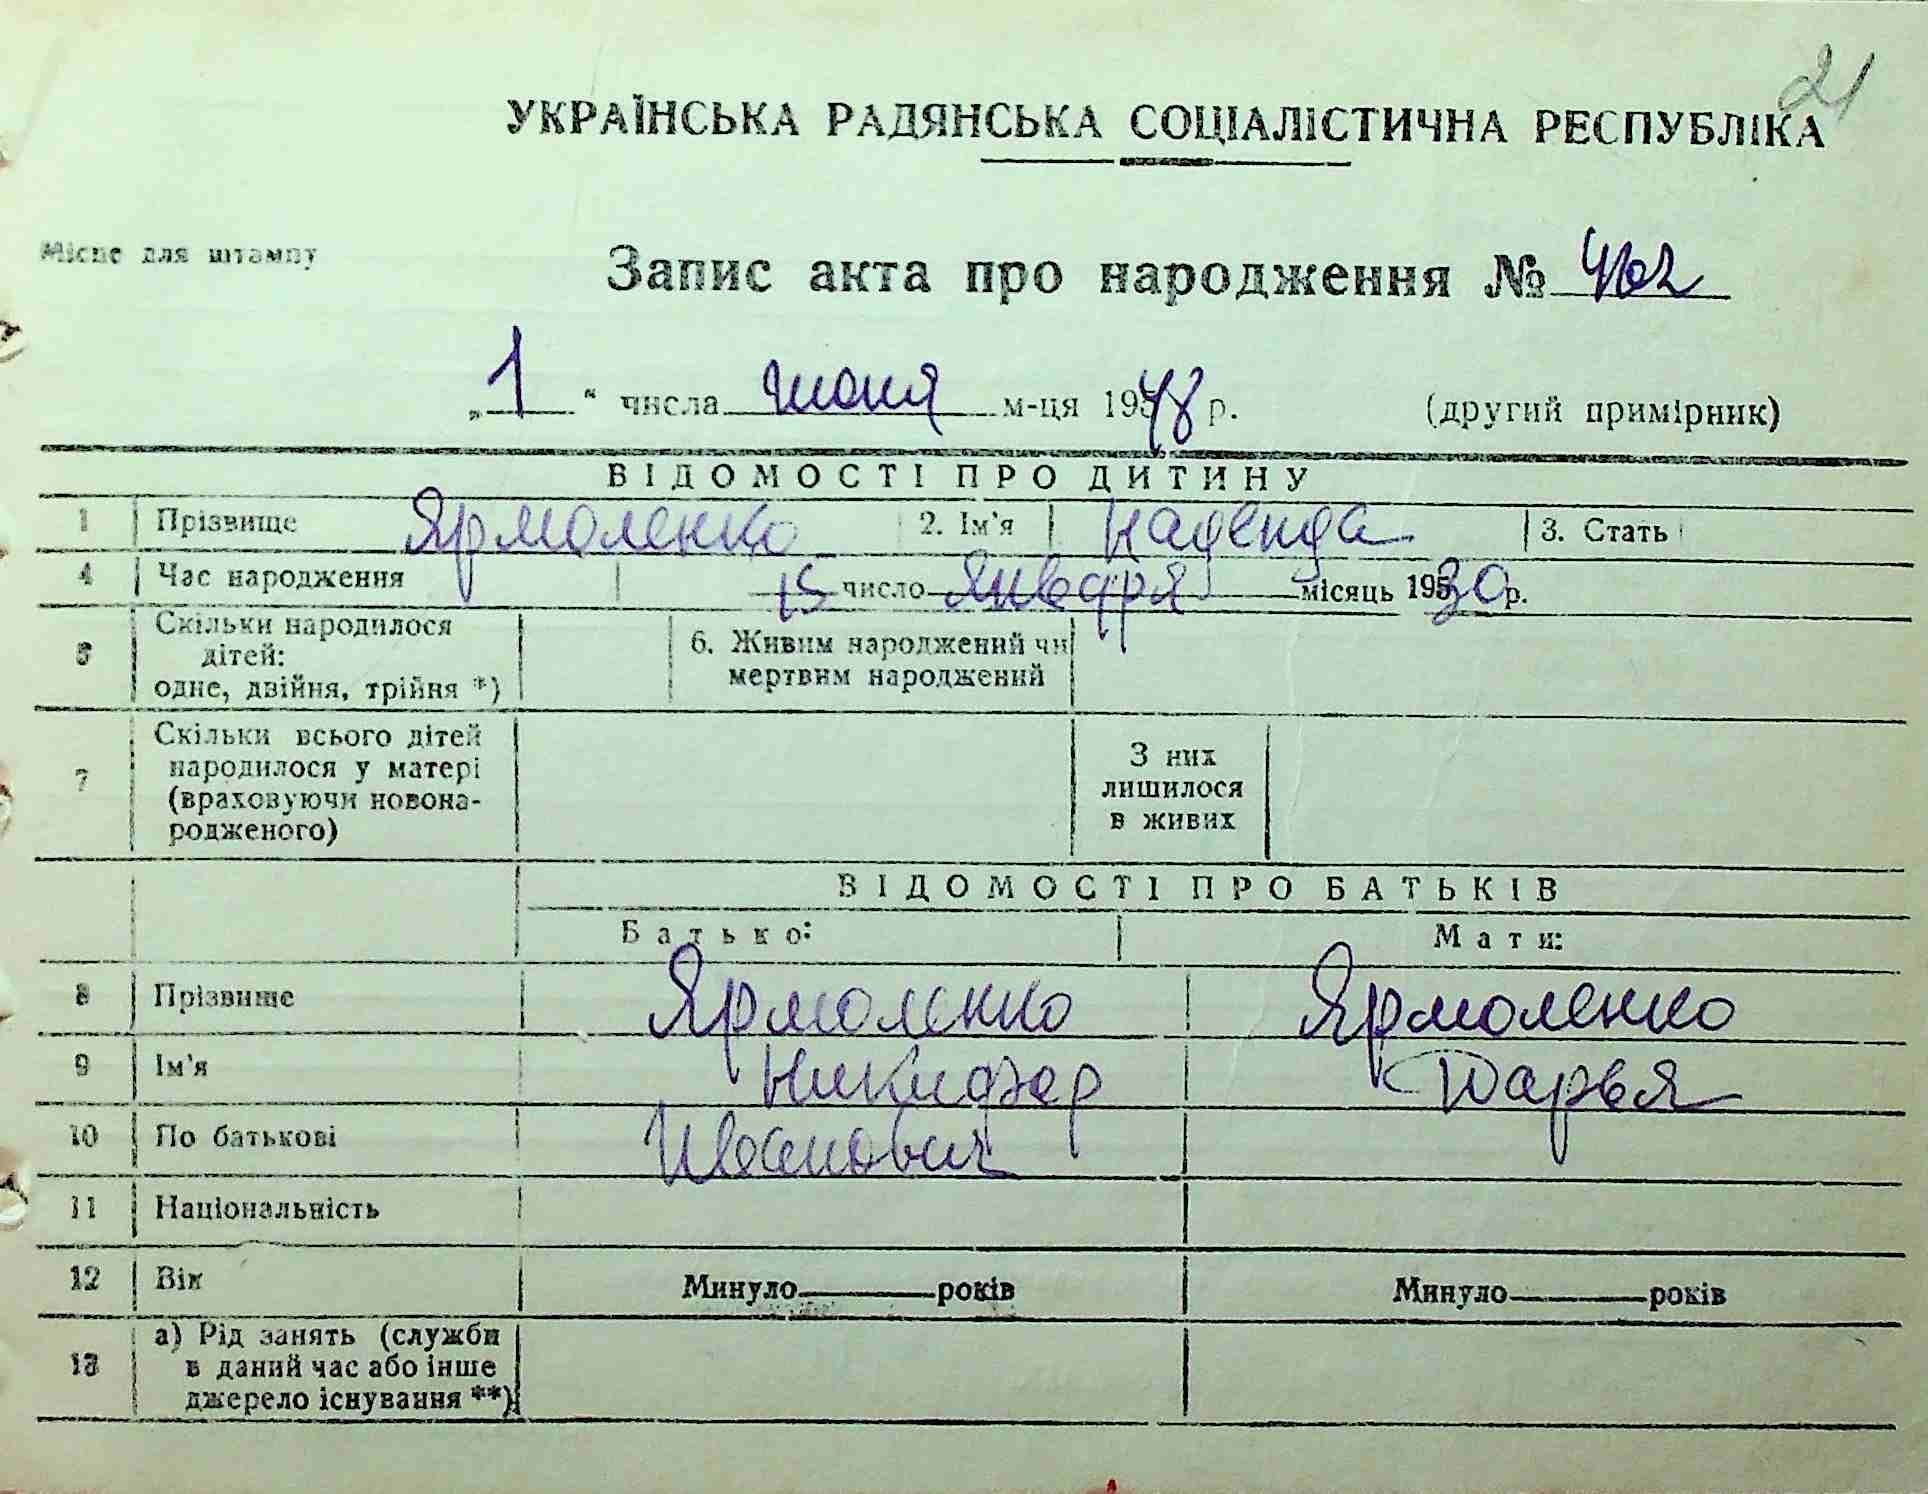 21
УКРАЇНСЬКА РАДЯНСЬКА СОЦІАЛІСТИЧНА РЕСПУБЛІКА
Місце для штампу
Запис акта про народження № 402
„ 1 “ числа июня м-ця 1948 р. (другий примірник)
ВІДОМОСТІ ПРО ДИТИНУ
1 Прізвище Ярмоленко 2. Ім'я Надежда 3. Стать
4 Час народження 15 число января місяць 1930 р.
5 Скільки народилося дітей: одне, двійня, трійня *) 6. Живим народжений чи мертвим народжений
7 Скільки всього дітей народилося у матері (враховуючи новонародженого) З них лишилося в живих
ВІДОМОСТІ ПРО БАТЬКІВ
Батько: Мати:
8 Прізвище Ярмоленко Ярмоленко
9 Ім'я Никифор Дарья
10 По батькові Иванович
11 Національність
12 Вік Минуло років Минуло років
13 а) Рід занять (служби в даний час або інше джерело існування **)